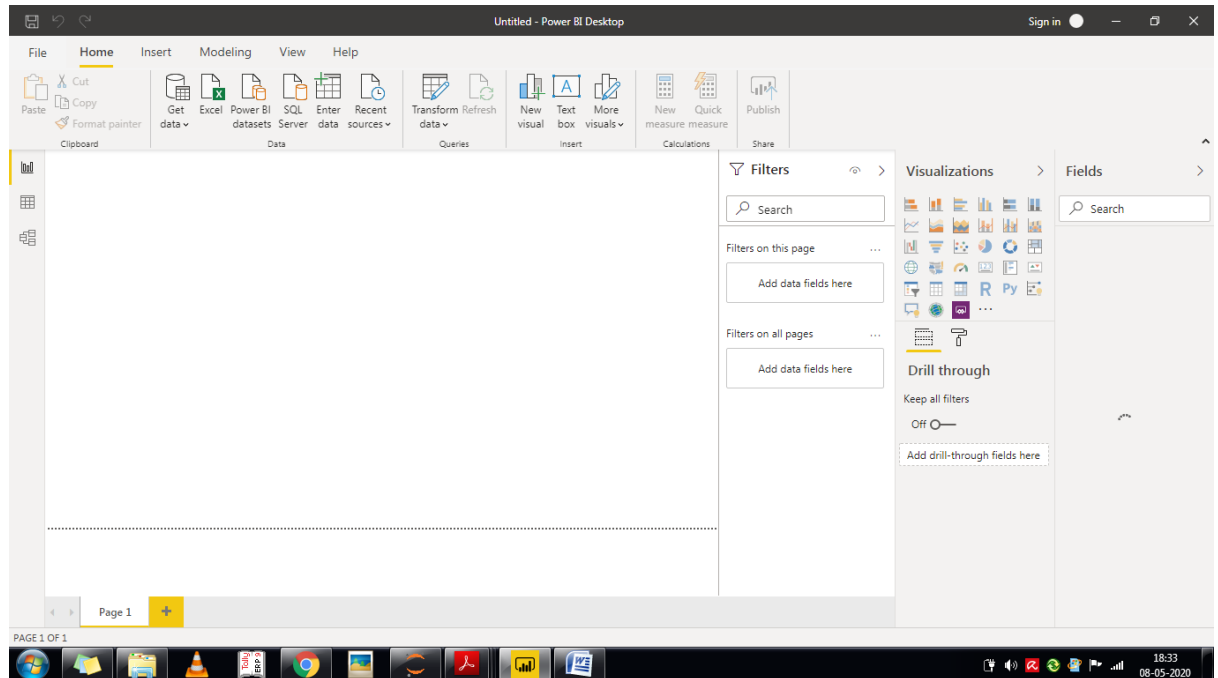 Untitled - Power BI Desktop
Sign in
File Home Insert Modeling View Help
Paste
Cut
Copy
Format painter
Clipboard
Get data
Excel
Power BI datasets
SQL Server
Enter data
Recent sources
Data
Transform data
Refresh
Queries
New visual
Text box
More visuals
Insert
New measure
Quick measure
Calculations
Publish
Share
Filters
Search
Filters on this page ...
Add data fields here
Filters on all pages ...
Add data fields here
Visualizations
R Py
...
Drill through
Keep all filters
Off
Add drill-through fields here
Fields
Search
Page 1
PAGE 1 OF 1
Tally ERP 9
18:33
08-05-2020